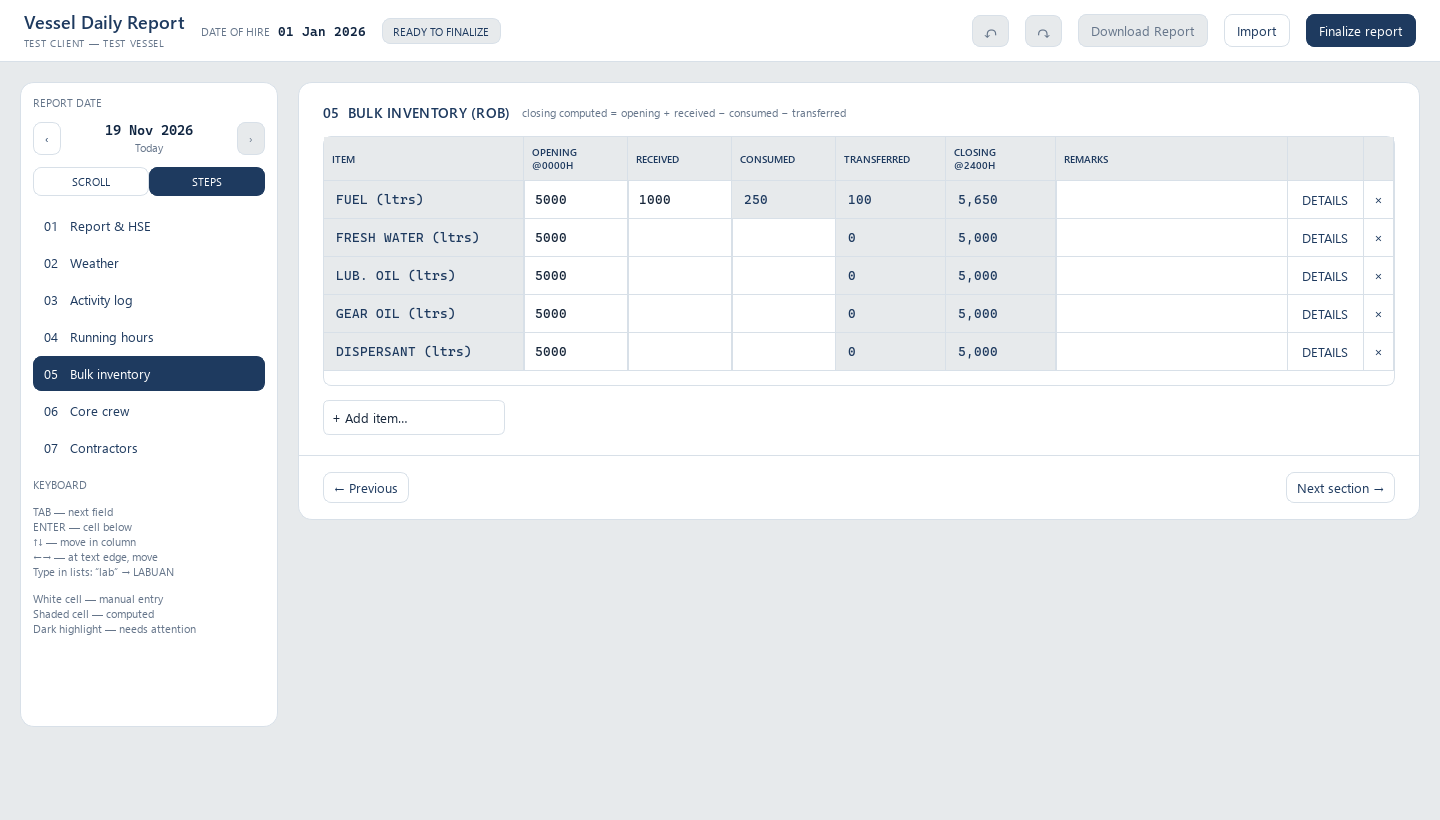 Vessel Daily Report
TEST CLIENT — TEST VESSEL
DATE OF HIRE 01 Jan 2026
READY TO FINALIZE
↶
↷
Download Report
Import
Finalize report
REPORT DATE
‹
19 Nov 2026
Today
›
SCROLL
STEPS
01 Report & HSE
02 Weather
03 Activity log
04 Running hours
05 Bulk inventory
06 Core crew
07 Contractors
KEYBOARD
TAB — next field
ENTER — cell below
↑↓ — move in column
←→ — at text edge, move
Type in lists: “lab” → LABUAN
White cell — manual entry
Shaded cell — computed
Dark highlight — needs attention
05 BULK INVENTORY (ROB) closing computed = opening + received − consumed − transferred
ITEM OPENING @0000H RECEIVED CONSUMED TRANSFERRED CLOSING @2400H REMARKS
FUEL (ltrs) 5000 1000 250 100 5,650 DETAILS ×
FRESH WATER (ltrs) 5000 0 5,000 DETAILS ×
LUB. OIL (ltrs) 5000 0 5,000 DETAILS ×
GEAR OIL (ltrs) 5000 0 5,000 DETAILS ×
DISPERSANT (ltrs) 5000 0 5,000 DETAILS ×
+ Add item…
← Previous
Next section →